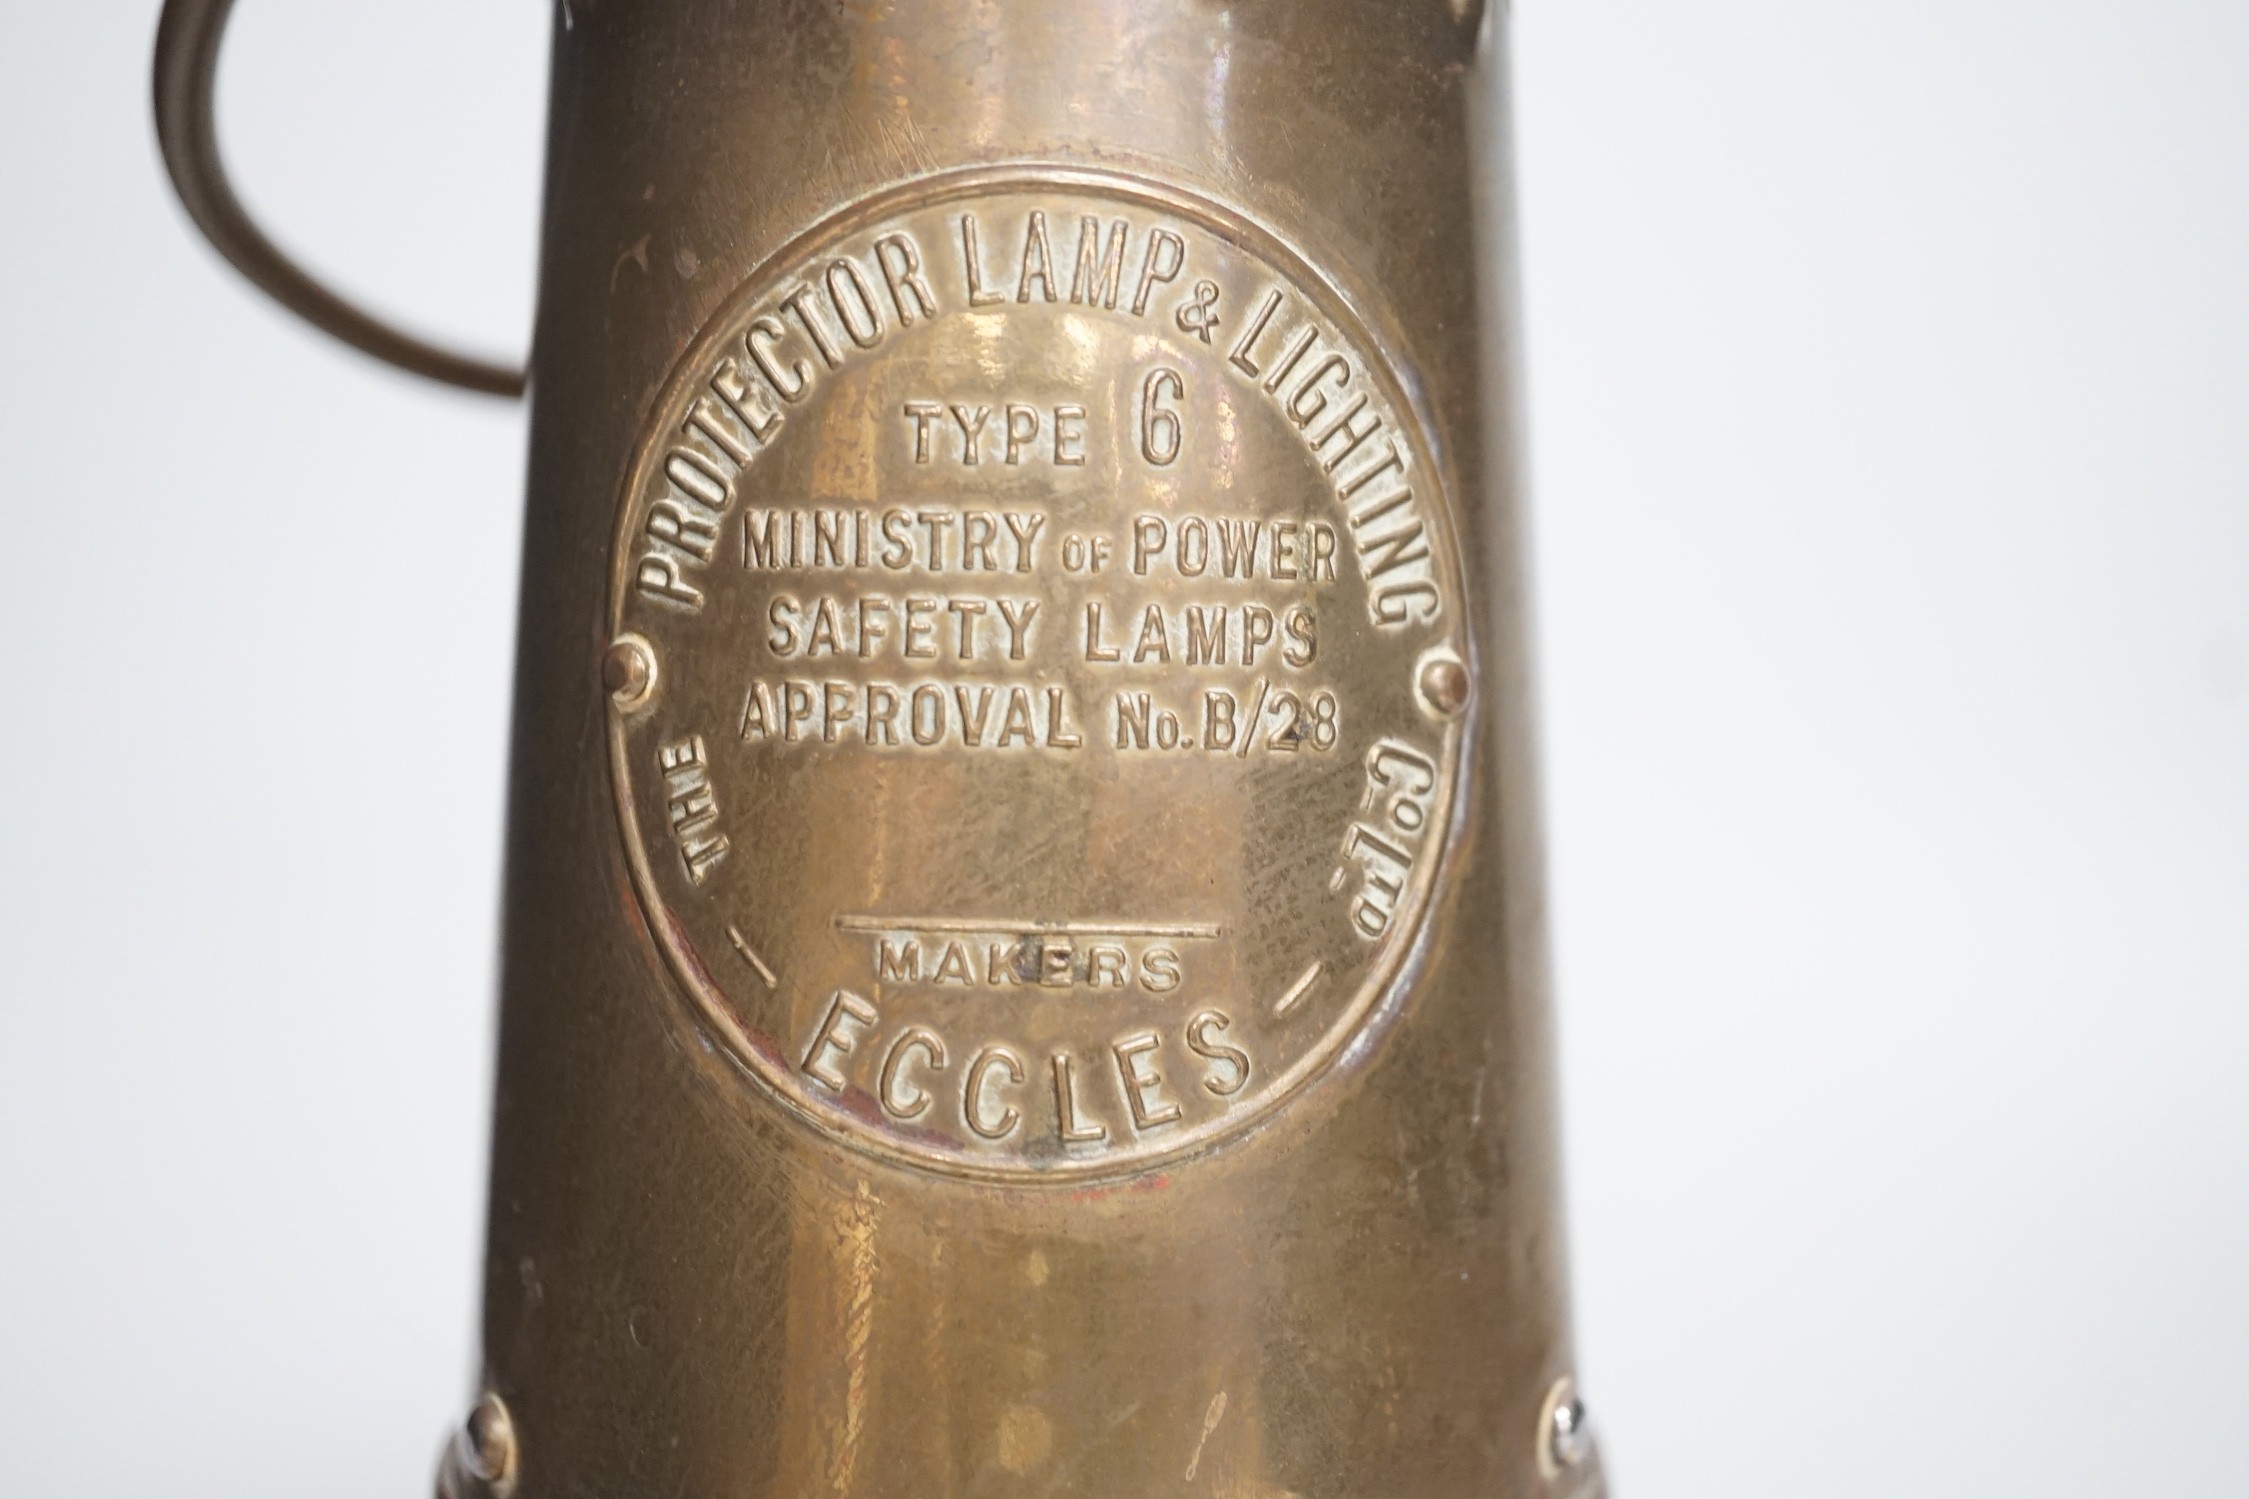 THE PROTECTOR LAMP & LIGHTING Co LTD
TYPE 6
MINISTRY OF POWER
SAFETY LAMPS
APPROVAL No. B/28
MAKERS
ECCLES